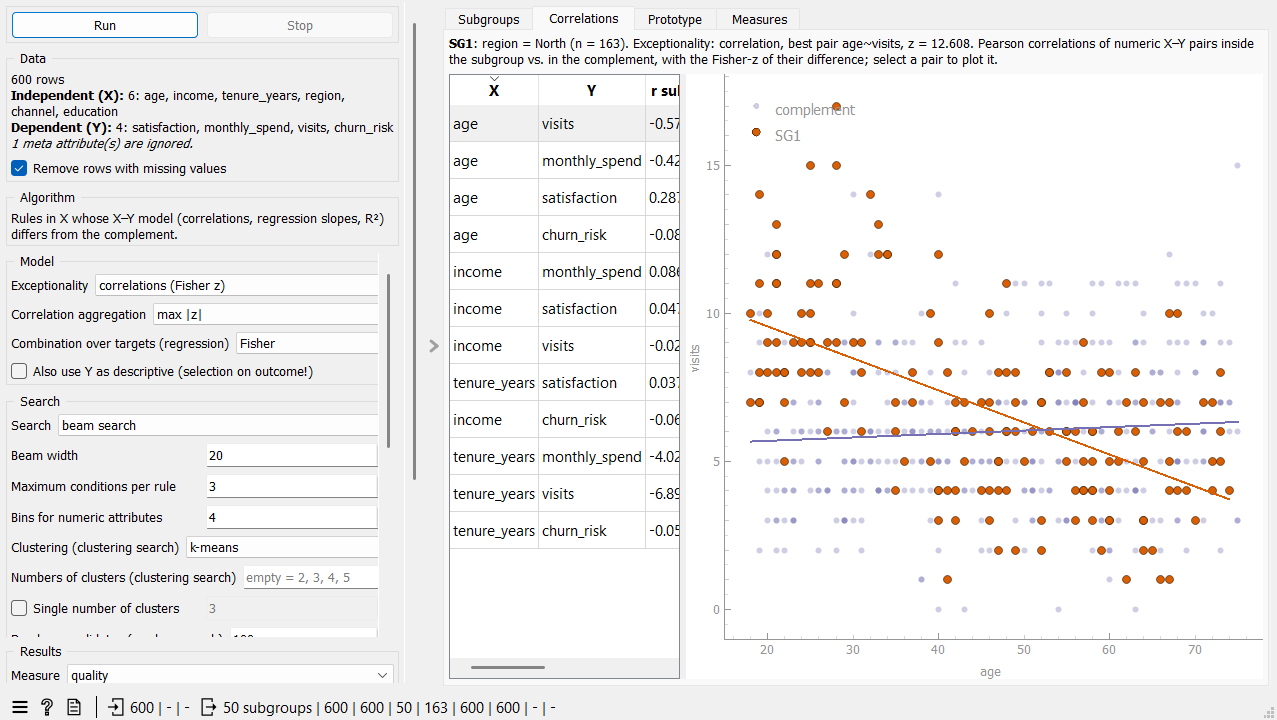 Run
Stop
Data
600 rows
Independent (X): 6: age, income, tenure_years, region,
channel, education
Dependent (Y): 4: satisfaction, monthly_spend, visits, churn_risk
1 meta attribute(s) are ignored.
Remove rows with missing values
Algorithm
Rules in X whose X–Y model (correlations, regression slopes, R²)
differs from the complement.
Model
Exceptionality correlations (Fisher z)
Correlation aggregation max |z|
Combination over targets (regression) Fisher
Also use Y as descriptive (selection on outcome!)
Search
Search beam search
Beam width 20
Maximum conditions per rule 3
Bins for numeric attributes 4
Clustering (clustering search) k-means
Numbers of clusters (clustering search) empty = 2, 3, 4, 5
Single number of clusters 3
Results
Measure quality
600 | - | -
50 subgroups | 600 | 600 | 50 | 163 | 600 | 600 | - | -
Subgroups Correlations Prototype Measures
SG1: region = North (n = 163). Exceptionality: correlation, best pair age~visits, z = 12.608. Pearson correlations of numeric X–Y pairs inside
the subgroup vs. in the complement, with the Fisher-z of their difference; select a pair to plot it.
X Y r sul
age visits -0.57
age monthly_spend -0.42
age satisfaction 0.287
age churn_risk -0.08
income monthly_spend 0.086
income satisfaction 0.047
income visits -0.02
tenure_years satisfaction 0.037
income churn_risk -0.06
tenure_years monthly_spend -4.02
tenure_years visits -6.89
tenure_years churn_risk -0.05
complement
SG1
visits
15
10
5
0
20 30 40 50 60 70
age